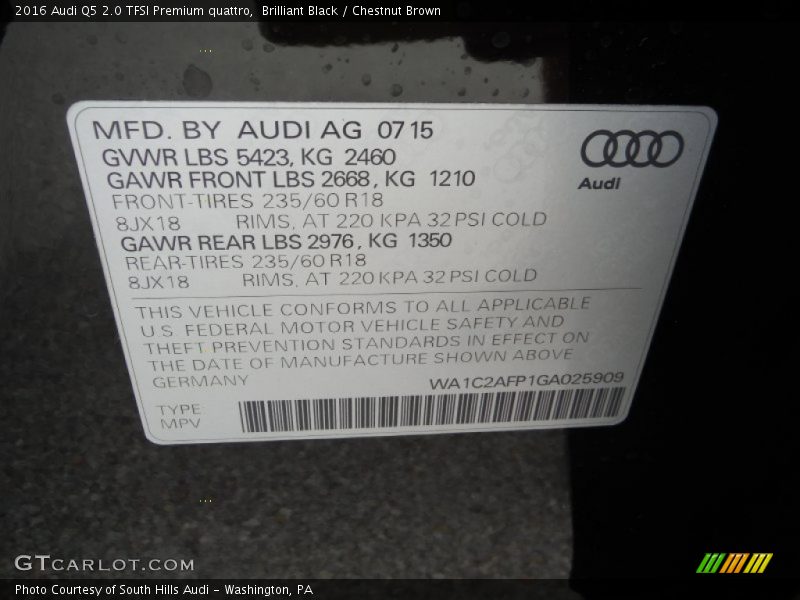 2016 Audi Q5 2.0 TFSI Premium quattro,  Brilliant Black / Chestnut Brown
MFD. BY AUDI AG 0715
GVWR LBS 5423, KG 2460
GAWR FRONT LBS 2668, KG 1210
FRONT-TIRES 235/60 R18
8JX18 RIMS, AT 220 KPA 32 PSI COLD
GAWR REAR LBS 2976, KG 1350
REAR-TIRES 235/60 R18
8JX18 RIMS, AT 220 KPA 32 PSI COLD
Audi
THIS VEHICLE CONFORMS TO ALL APPLICABLE
U.S. FEDERAL MOTOR VEHICLE SAFETY AND
THEFT PREVENTION STANDARDS IN EFFECT ON
THE DATE OF MANUFACTURE SHOWN ABOVE
GERMANY WA1C2AFP1GA025909
TYPE:
MPV
GTCARLOT.COM
Photo Courtesy of South Hills Audi - Washington, PA